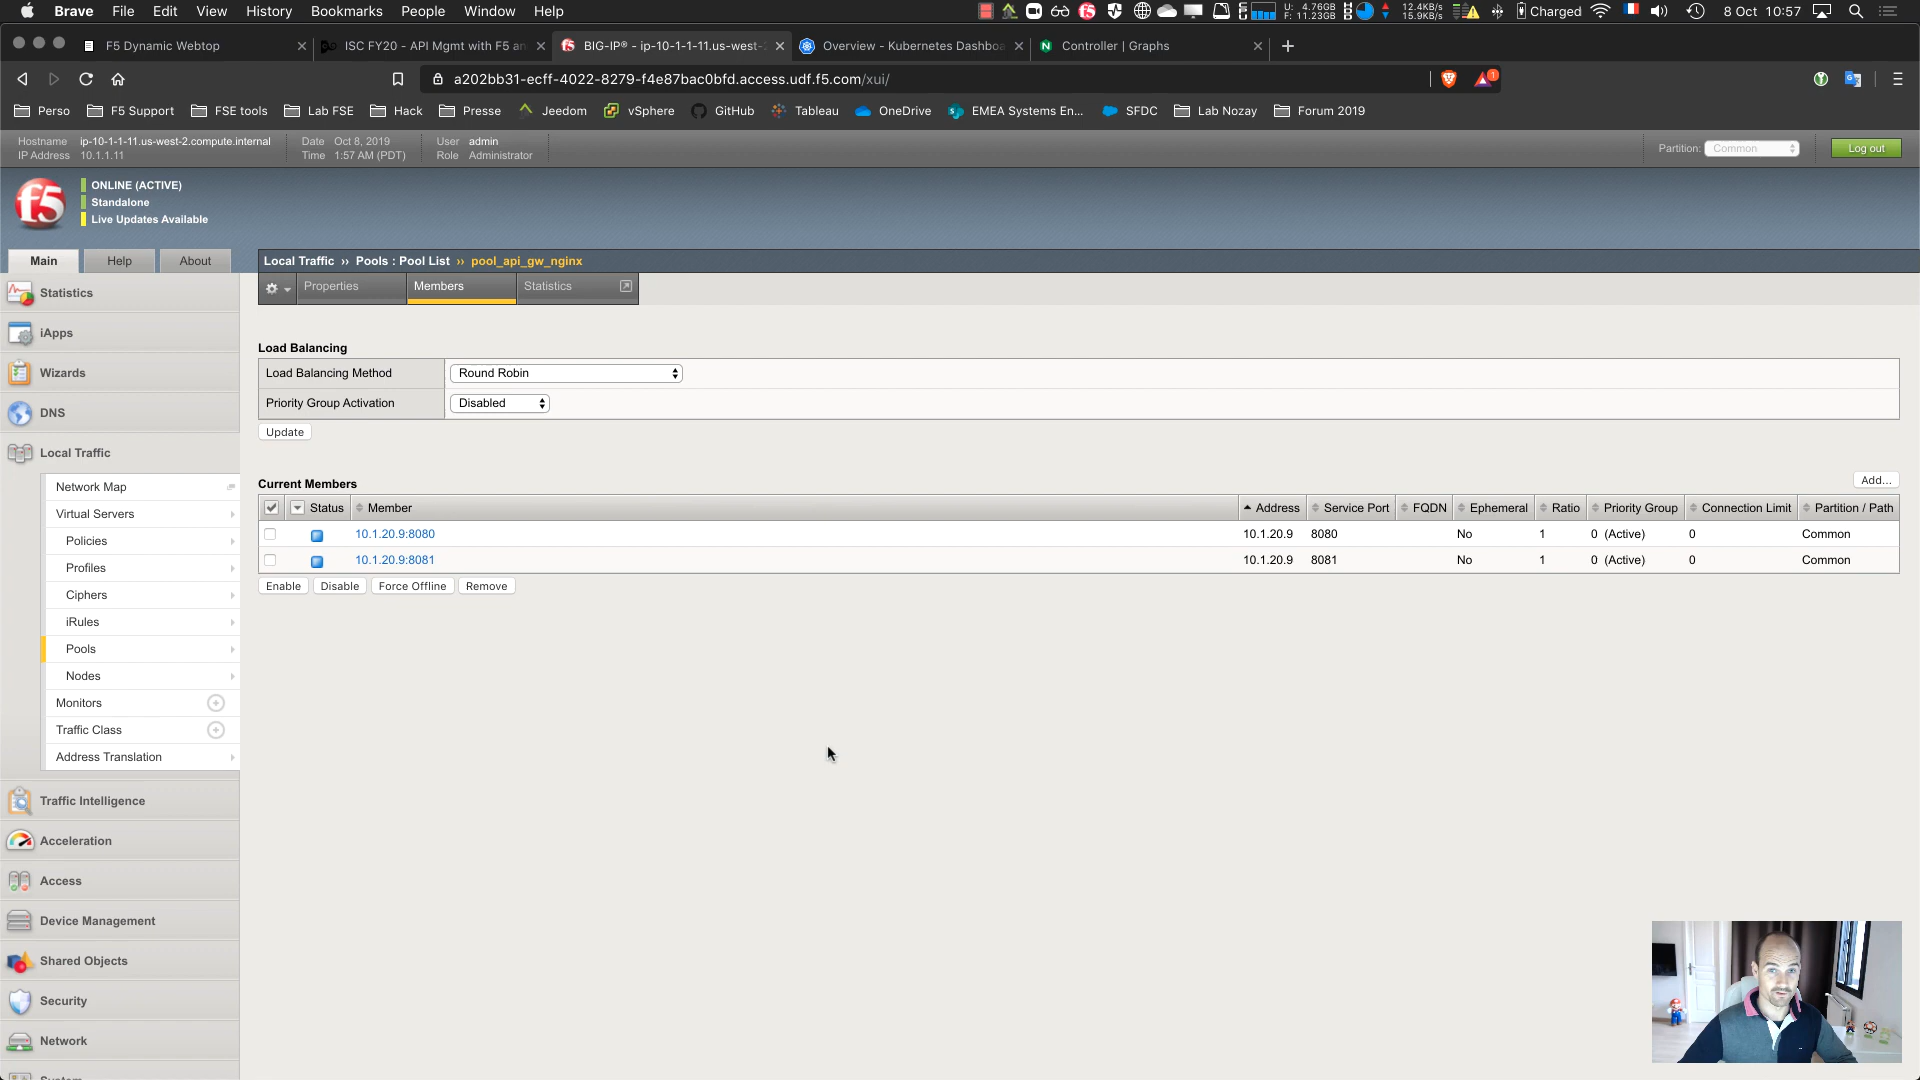 Brave File Edit View History Bookmarks People Window Help
U: 4.76GB
F: 11.23GB
12.4KB/s
15.9KB/s
Charged
8 Oct 10:57
F5 Dynamic Webtop
ISC FY20 - API Mgmt with F5 an
BIG-IP® - ip-10-1-1-11.us-west-2
Overview - Kubernetes Dashboa
Controller | Graphs
a202bb31-ecff-4022-8279-f4e87bac0bfd.access.udf.f5.com/xui/
1
Perso F5 Support FSE tools Lab FSE Hack Presse Jeedom vSphere GitHub Tableau OneDrive EMEA Systems En... SFDC Lab Nozay Forum 2019
Hostname ip-10-1-1-11.us-west-2.compute.internal
IP Address 10.1.1.11
Date Oct 8, 2019
Time 1:57 AM (PDT)
User admin
Role Administrator
Partition: Common
Log out
f5
ONLINE (ACTIVE)
Standalone
Live Updates Available
Main Help About
Local Traffic ›› Pools : Pool List ›› pool_api_gw_nginx
Properties Members Statistics
Statistics
iApps
Wizards
DNS
Local Traffic
Network Map
Virtual Servers
Policies
Profiles
Ciphers
iRules
Pools
Nodes
Monitors
Traffic Class
Address Translation
Traffic Intelligence
Acceleration
Access
Device Management
Shared Objects
Security
Network
Load Balancing
Load Balancing Method Round Robin
Priority Group Activation Disabled
Update
Current Members
Add...
Status Member Address Service Port FQDN Ephemeral Ratio Priority Group Connection Limit Partition / Path
10.1.20.9:8080 10.1.20.9 8080 No 1 0 (Active) 0 Common
10.1.20.9:8081 10.1.20.9 8081 No 1 0 (Active) 0 Common
Enable Disable Force Offline Remove